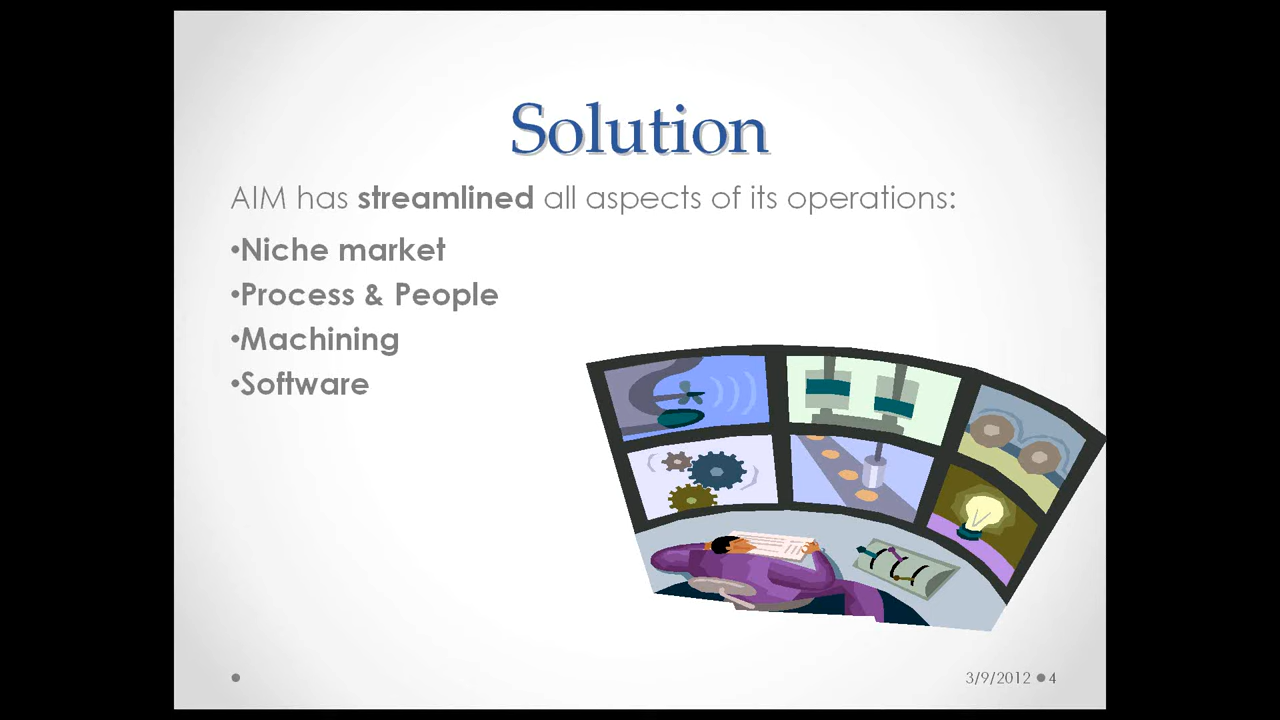 Solution
AIM has streamlined all aspects of its operations:
•Niche market
•Process & People
•Machining
•Software
3/9/2012 ● 4